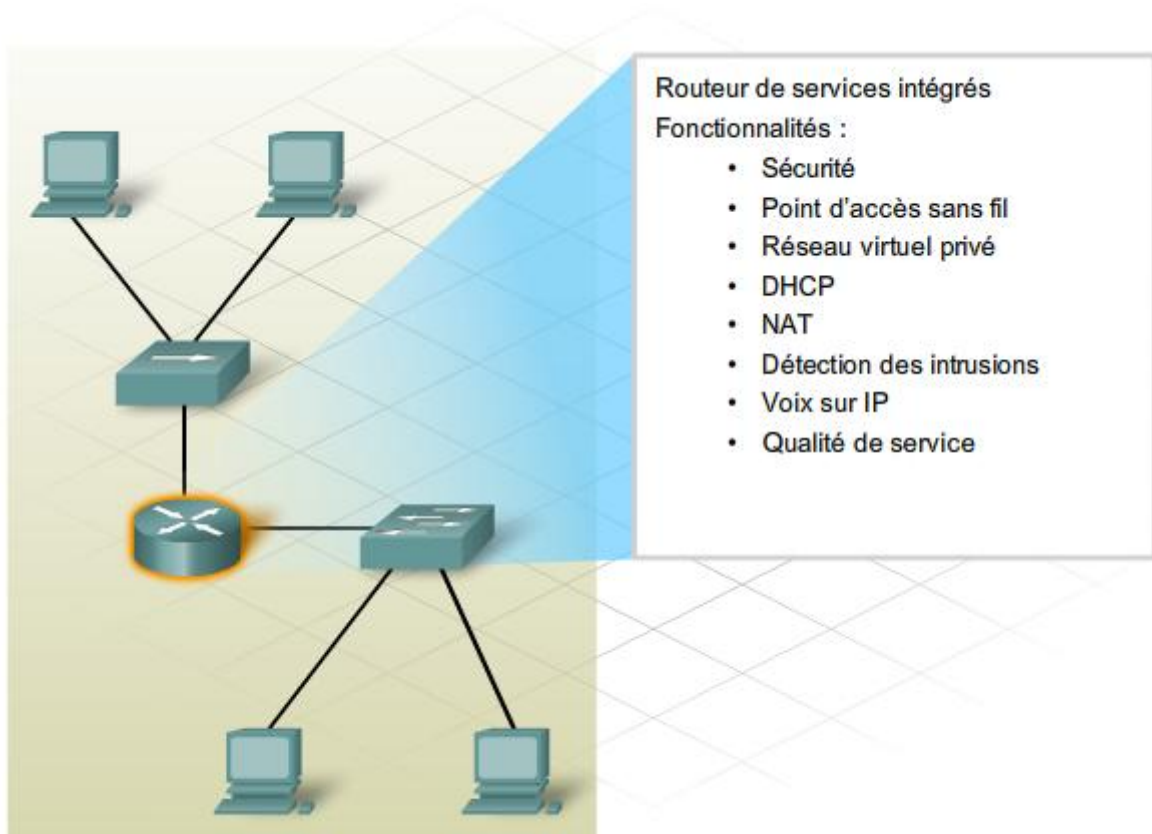 Routeur de services intégrés
Fonctionnalités :
• Sécurité
• Point d'accès sans fil
• Réseau virtuel privé
• DHCP
• NAT
• Détection des intrusions
• Voix sur IP
• Qualité de service